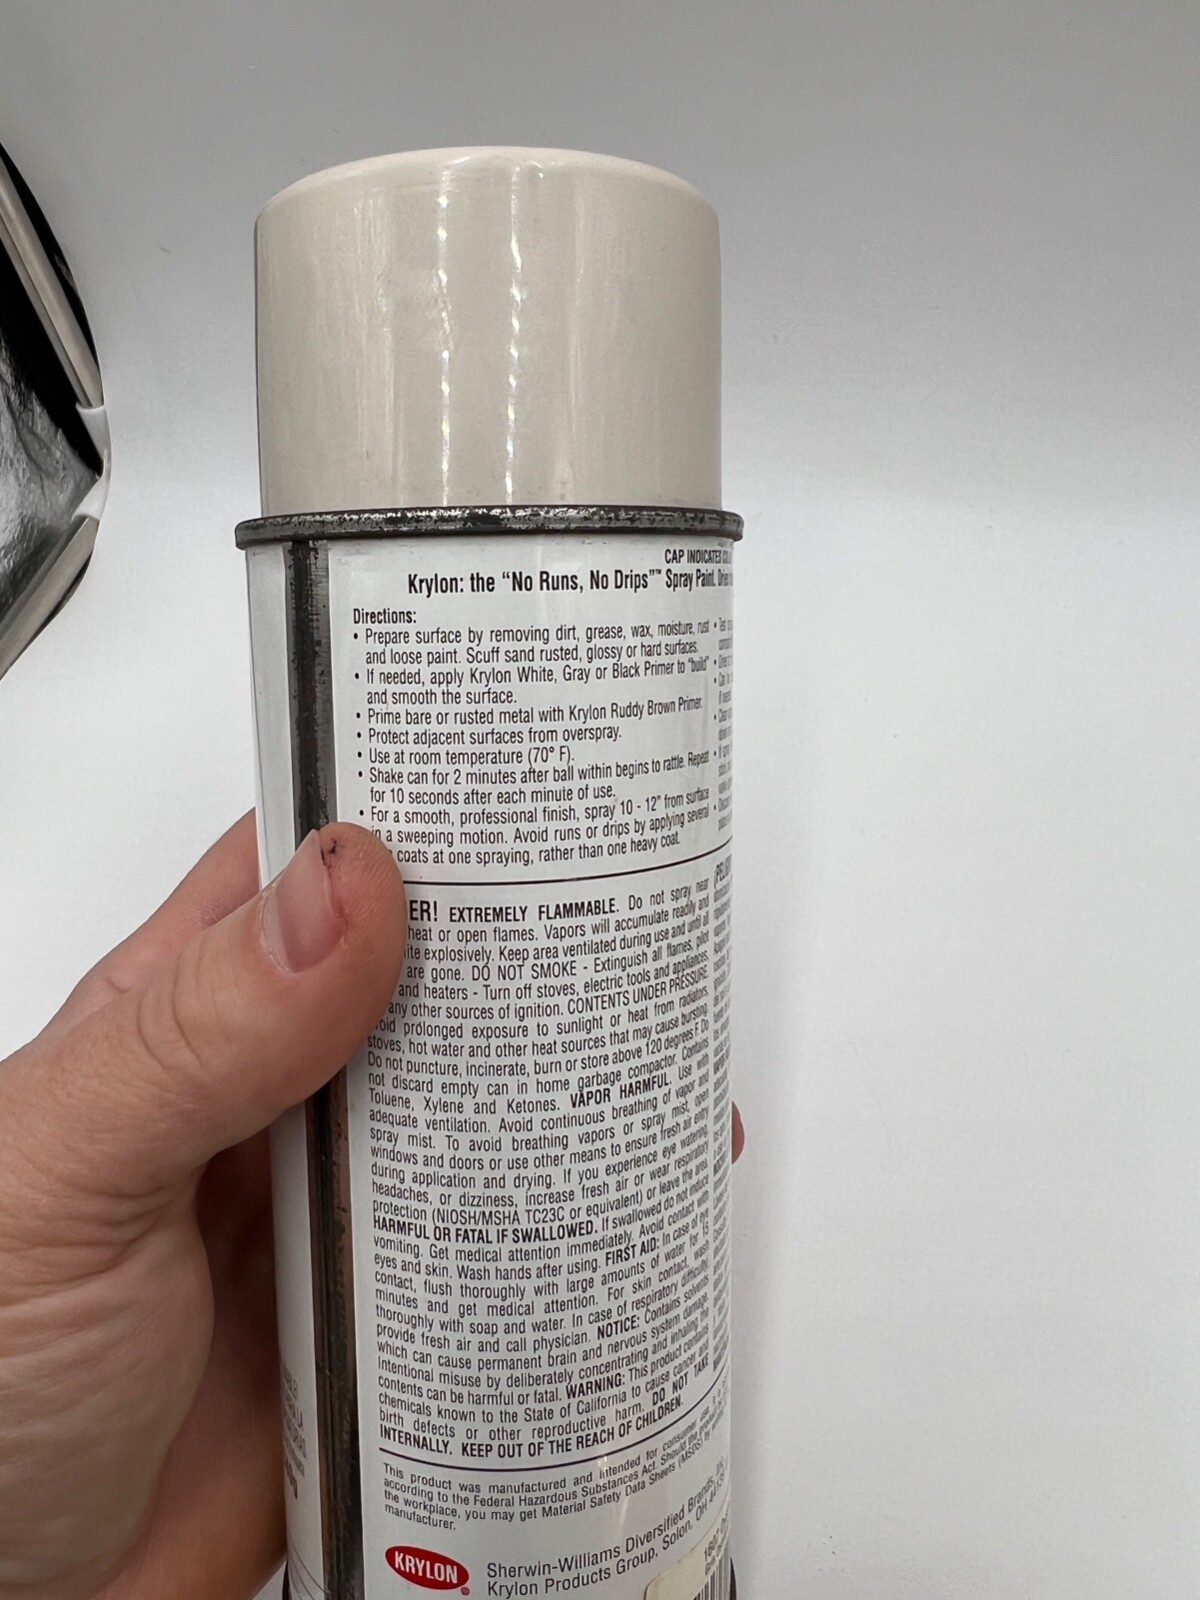 CAP INDICATES
Krylon: the "No Runs, No Drips"™ Spray Paint.
Directions:
• Prepare surface by removing dirt, grease, wax, moisture, rust
and loose paint. Scuff sand rusted, glossy or hard surfaces.
• If needed, apply Krylon White, Gray or Black Primer to "build"
and smooth the surface.
• Prime bare or rusted metal with Krylon Ruddy Brown Primer.
• Protect adjacent surfaces from overspray.
• Use at room temperature (70° F).
• Shake can for 2 minutes after ball within begins to rattle. Repeat
for 10 seconds after each minute of use.
• For a smooth, professional finish, spray 10 - 12" from surface
in a sweeping motion. Avoid runs or drips by applying several
coats at one spraying, rather than one heavy coat.
ER! EXTREMELY FLAMMABLE. Do not spray near
heat or open flames. Vapors will accumulate readily and
ite explosively. Keep area ventilated during use and until all
are gone. DO NOT SMOKE - Extinguish all flames, pilot
and heaters - Turn off stoves, electric tools and appliances,
any other sources of ignition. CONTENTS UNDER PRESSURE.
oid prolonged exposure to sunlight or heat from radiators,
stoves, hot water and other heat sources that may cause bursting.
Do not puncture, incinerate, burn or store above 120 degrees F. Do
not discard empty can in home garbage compactor. Contains
Toluene, Xylene and Ketones. VAPOR HARMFUL. Use with
adequate ventilation. Avoid continuous breathing of vapor and
spray mist. To avoid breathing vapors or spray mist, open
windows and doors or use other means to ensure fresh air entry
during application and drying. If you experience eye watering,
headaches, or dizziness, increase fresh air or wear respiratory
protection (NIOSH/MSHA TC23C or equivalent) or leave the area.
HARMFUL OR FATAL IF SWALLOWED. If swallowed do not induce
vomiting. Get medical attention immediately. Avoid contact with
eyes and skin. Wash hands after using. FIRST AID: In case of eye
contact, flush thoroughly with large amounts of water for 15
minutes and get medical attention. For skin contact, wash
thoroughly with soap and water. In case of respiratory difficulty,
provide fresh air and call physician. NOTICE: Contains solvents
which can cause permanent brain and nervous system damage.
Intentional misuse by deliberately concentrating and inhaling the
contents can be harmful or fatal. WARNING: This product contains
chemicals known to the State of California to cause cancer and
birth defects or other reproductive harm. DO NOT TAKE
INTERNALLY. KEEP OUT OF THE REACH OF CHILDREN.
This product was manufactured and intended for consumer use
according to the Federal Hazardous Substances Act. Should the product be
the workplace, you may get Material Safety Data Sheets (MSDS) by
manufacturer.
KRYLON
Sherwin-Williams Diversified Brands,
Krylon Products Group, Solon, OH